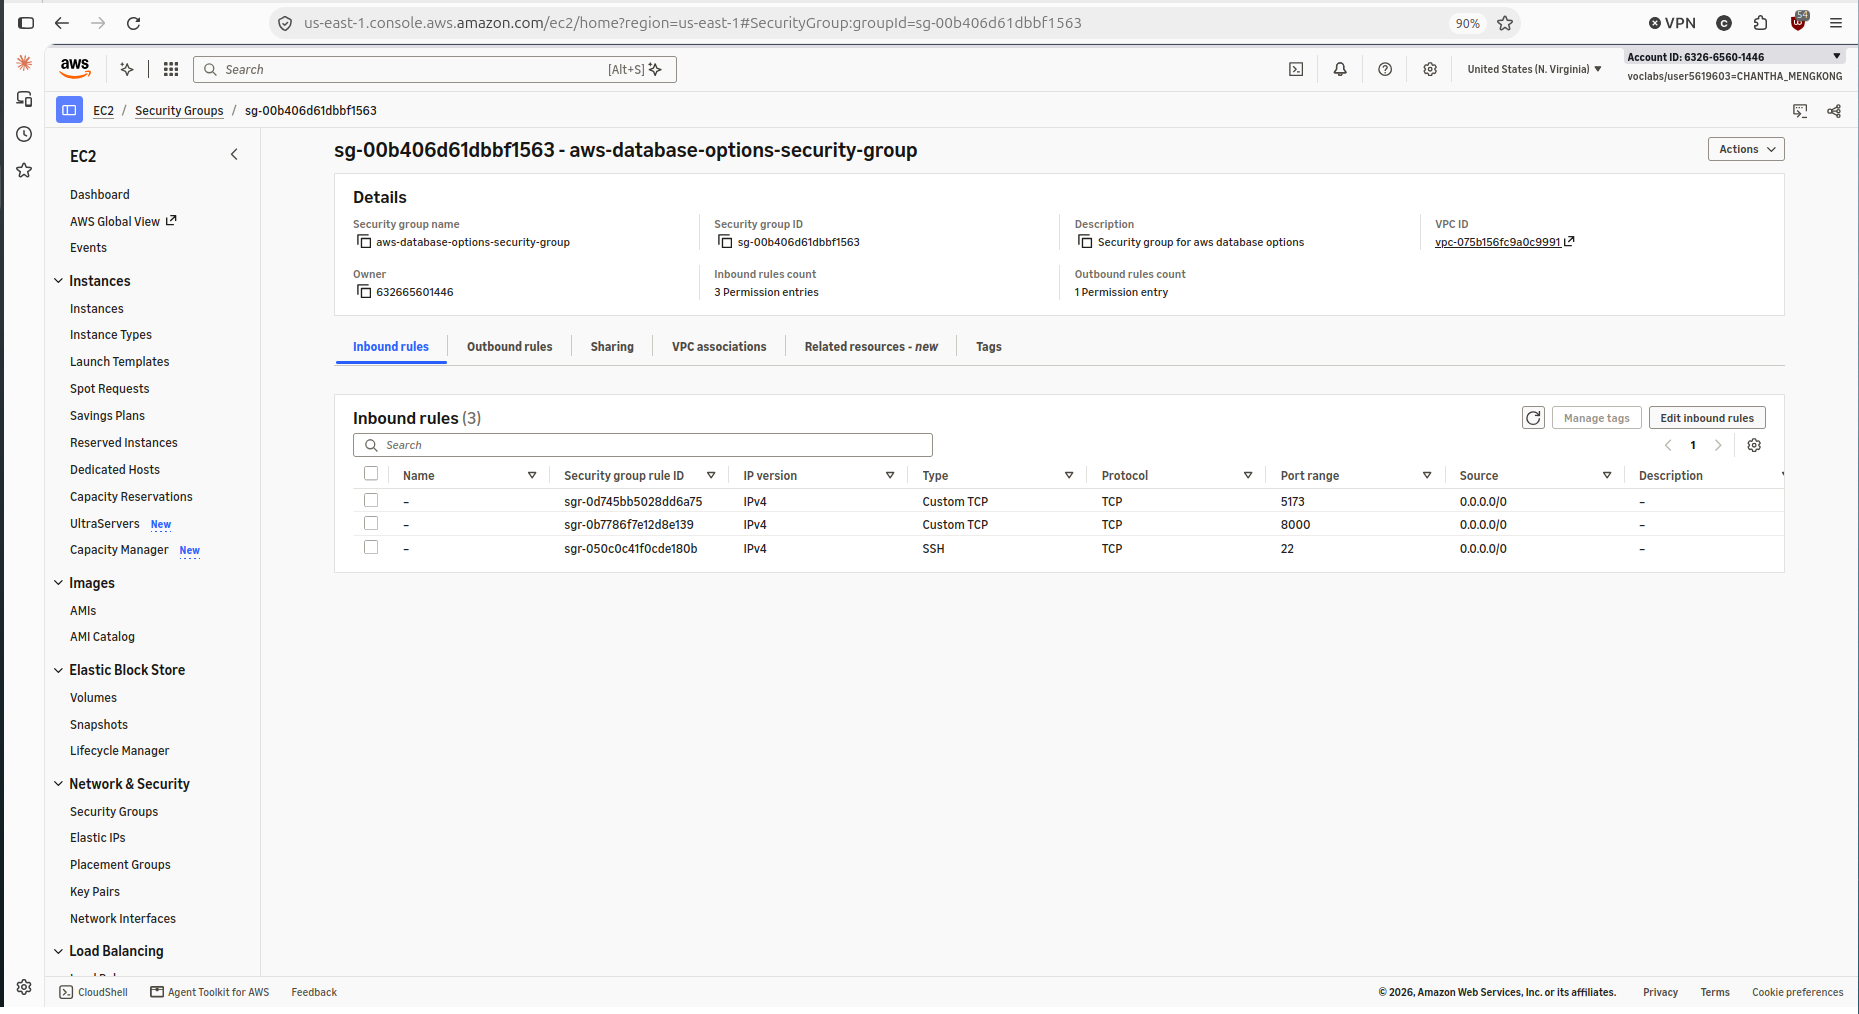 us-east-1.console.aws.amazon.com/ec2/home?region=us-east-1#SecurityGroup:groupId=sg-00b406d61dbbf1563
90%
VPN
C
54
aws
Search
[Alt+S]
United States (N. Virginia)
Account ID: 6326-6560-1446
voclabs/user5619603=CHANTHA_MENGKONG
EC2 / Security Groups / sg-00b406d61dbbf1563
EC2
Dashboard
AWS Global View
Events
Instances
Instances
Instance Types
Launch Templates
Spot Requests
Savings Plans
Reserved Instances
Dedicated Hosts
Capacity Reservations
UltraServers New
Capacity Manager New
Images
AMIs
AMI Catalog
Elastic Block Store
Volumes
Snapshots
Lifecycle Manager
Network & Security
Security Groups
Elastic IPs
Placement Groups
Key Pairs
Network Interfaces
Load Balancing
sg-00b406d61dbbf1563 - aws-database-options-security-group
Actions
Details
Security group name
aws-database-options-security-group
Security group ID
sg-00b406d61dbbf1563
Description
Security group for aws database options
VPC ID
vpc-075b156fc9a0c9991
Owner
632665601446
Inbound rules count
3 Permission entries
Outbound rules count
1 Permission entry
Inbound rules
Outbound rules
Sharing
VPC associations
Related resources - new
Tags
Inbound rules (3)
Manage tags
Edit inbound rules
Search
1
Name Security group rule ID IP version Type Protocol Port range Source Description
– sgr-0d745bb5028dd6a75 IPv4 Custom TCP TCP 5173 0.0.0.0/0 –
– sgr-0b7786f7e12d8e139 IPv4 Custom TCP TCP 8000 0.0.0.0/0 –
– sgr-050c0c41f0cde180b IPv4 SSH TCP 22 0.0.0.0/0 –
CloudShell
Agent Toolkit for AWS
Feedback
© 2026, Amazon Web Services, Inc. or its affiliates.
Privacy
Terms
Cookie preferences